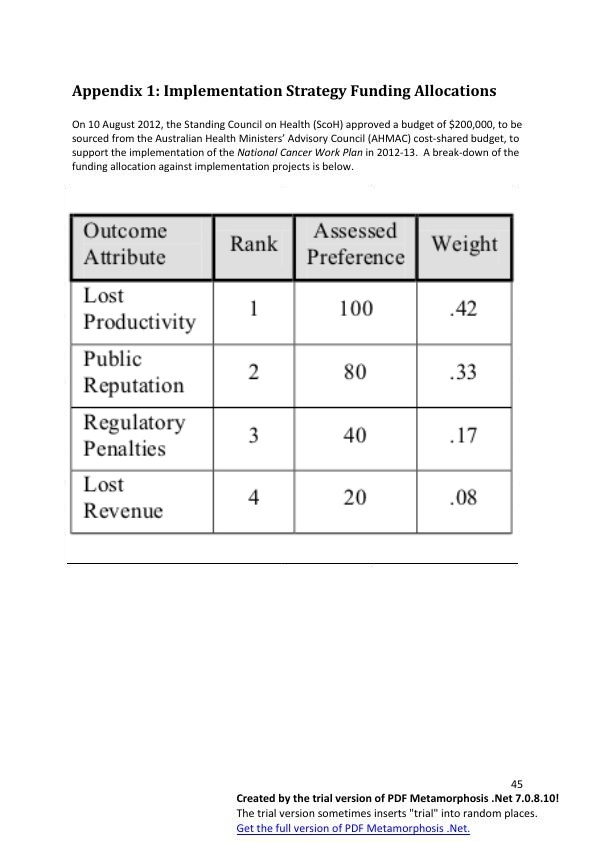 Appendix 1: Implementation Strategy Funding Allocations
On 10 August 2012, the Standing Council on Health (ScoH) approved a budget of $200,000, to be
sourced from the Australian Health Ministers’ Advisory Council (AHMAC) cost-shared budget, to
support the implementation of the National Cancer Work Plan in 2012-13.  A break-down of the
funding allocation against implementation projects is below.
Outcome Attribute Rank Assessed Preference Weight
Lost Productivity 1 100 .42
Public Reputation 2 80 .33
Regulatory Penalties 3 40 .17
Lost Revenue 4 20 .08
45
Created by the trial version of PDF Metamorphosis .Net 7.0.8.10!
The trial version sometimes inserts "trial" into random places.
Get the full version of PDF Metamorphosis .Net.